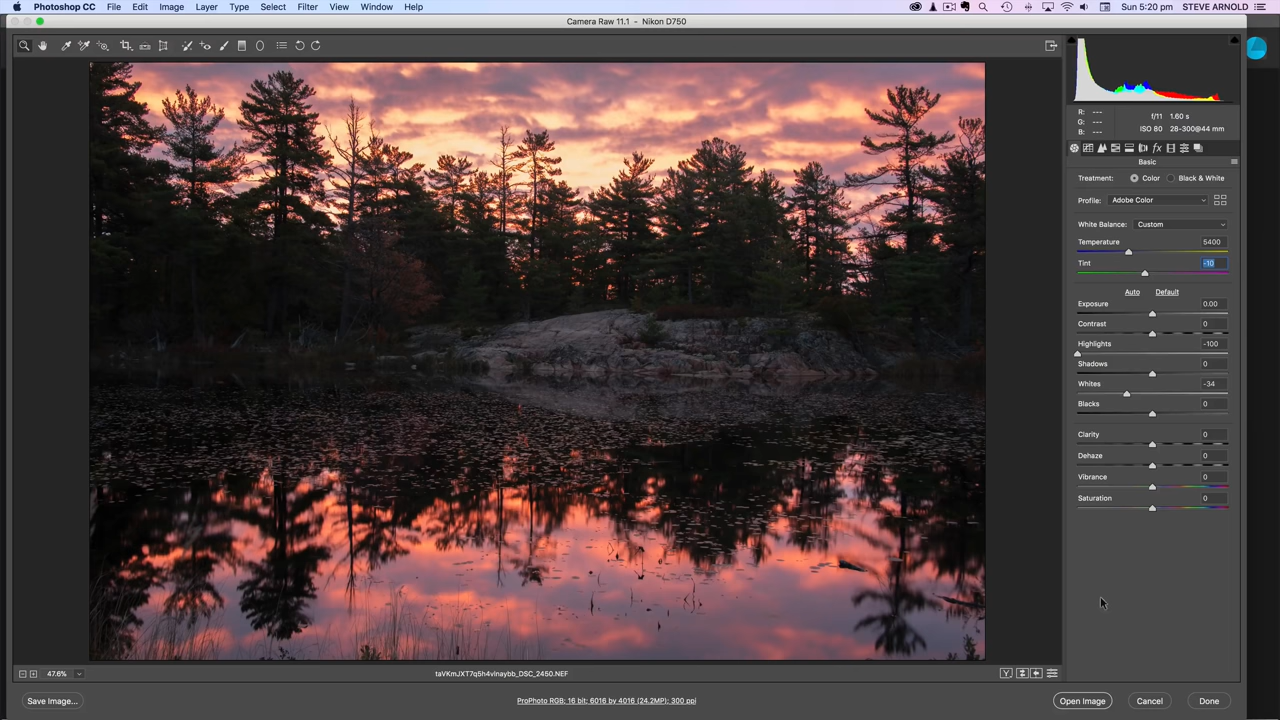 Photoshop CC File Edit Image Layer Type Select Filter View Window Help Sun 5:20 pm STEVE ARNOLD
Camera Raw 11.1 - Nikon D750
R: ---
G: ---
B: ---
f/11 1.60 s
ISO 80 28-300@44 mm
fx
Basic
Treatment: Color Black & White
Profile: Adobe Color
White Balance: Custom
Temperature 5400
Tint -10
Auto Default
Exposure 0.00
Contrast 0
Highlights -100
Shadows 0
Whites -34
Blacks 0
Clarity 0
Dehaze 0
Vibrance 0
Saturation 0
47.6% taVKmJXT7q5h4vlnaybb_DSC_2450.NEF Y
Save Image... ProPhoto RGB; 16 bit; 6016 by 4016 (24.2MP); 300 ppi Open Image Cancel Done